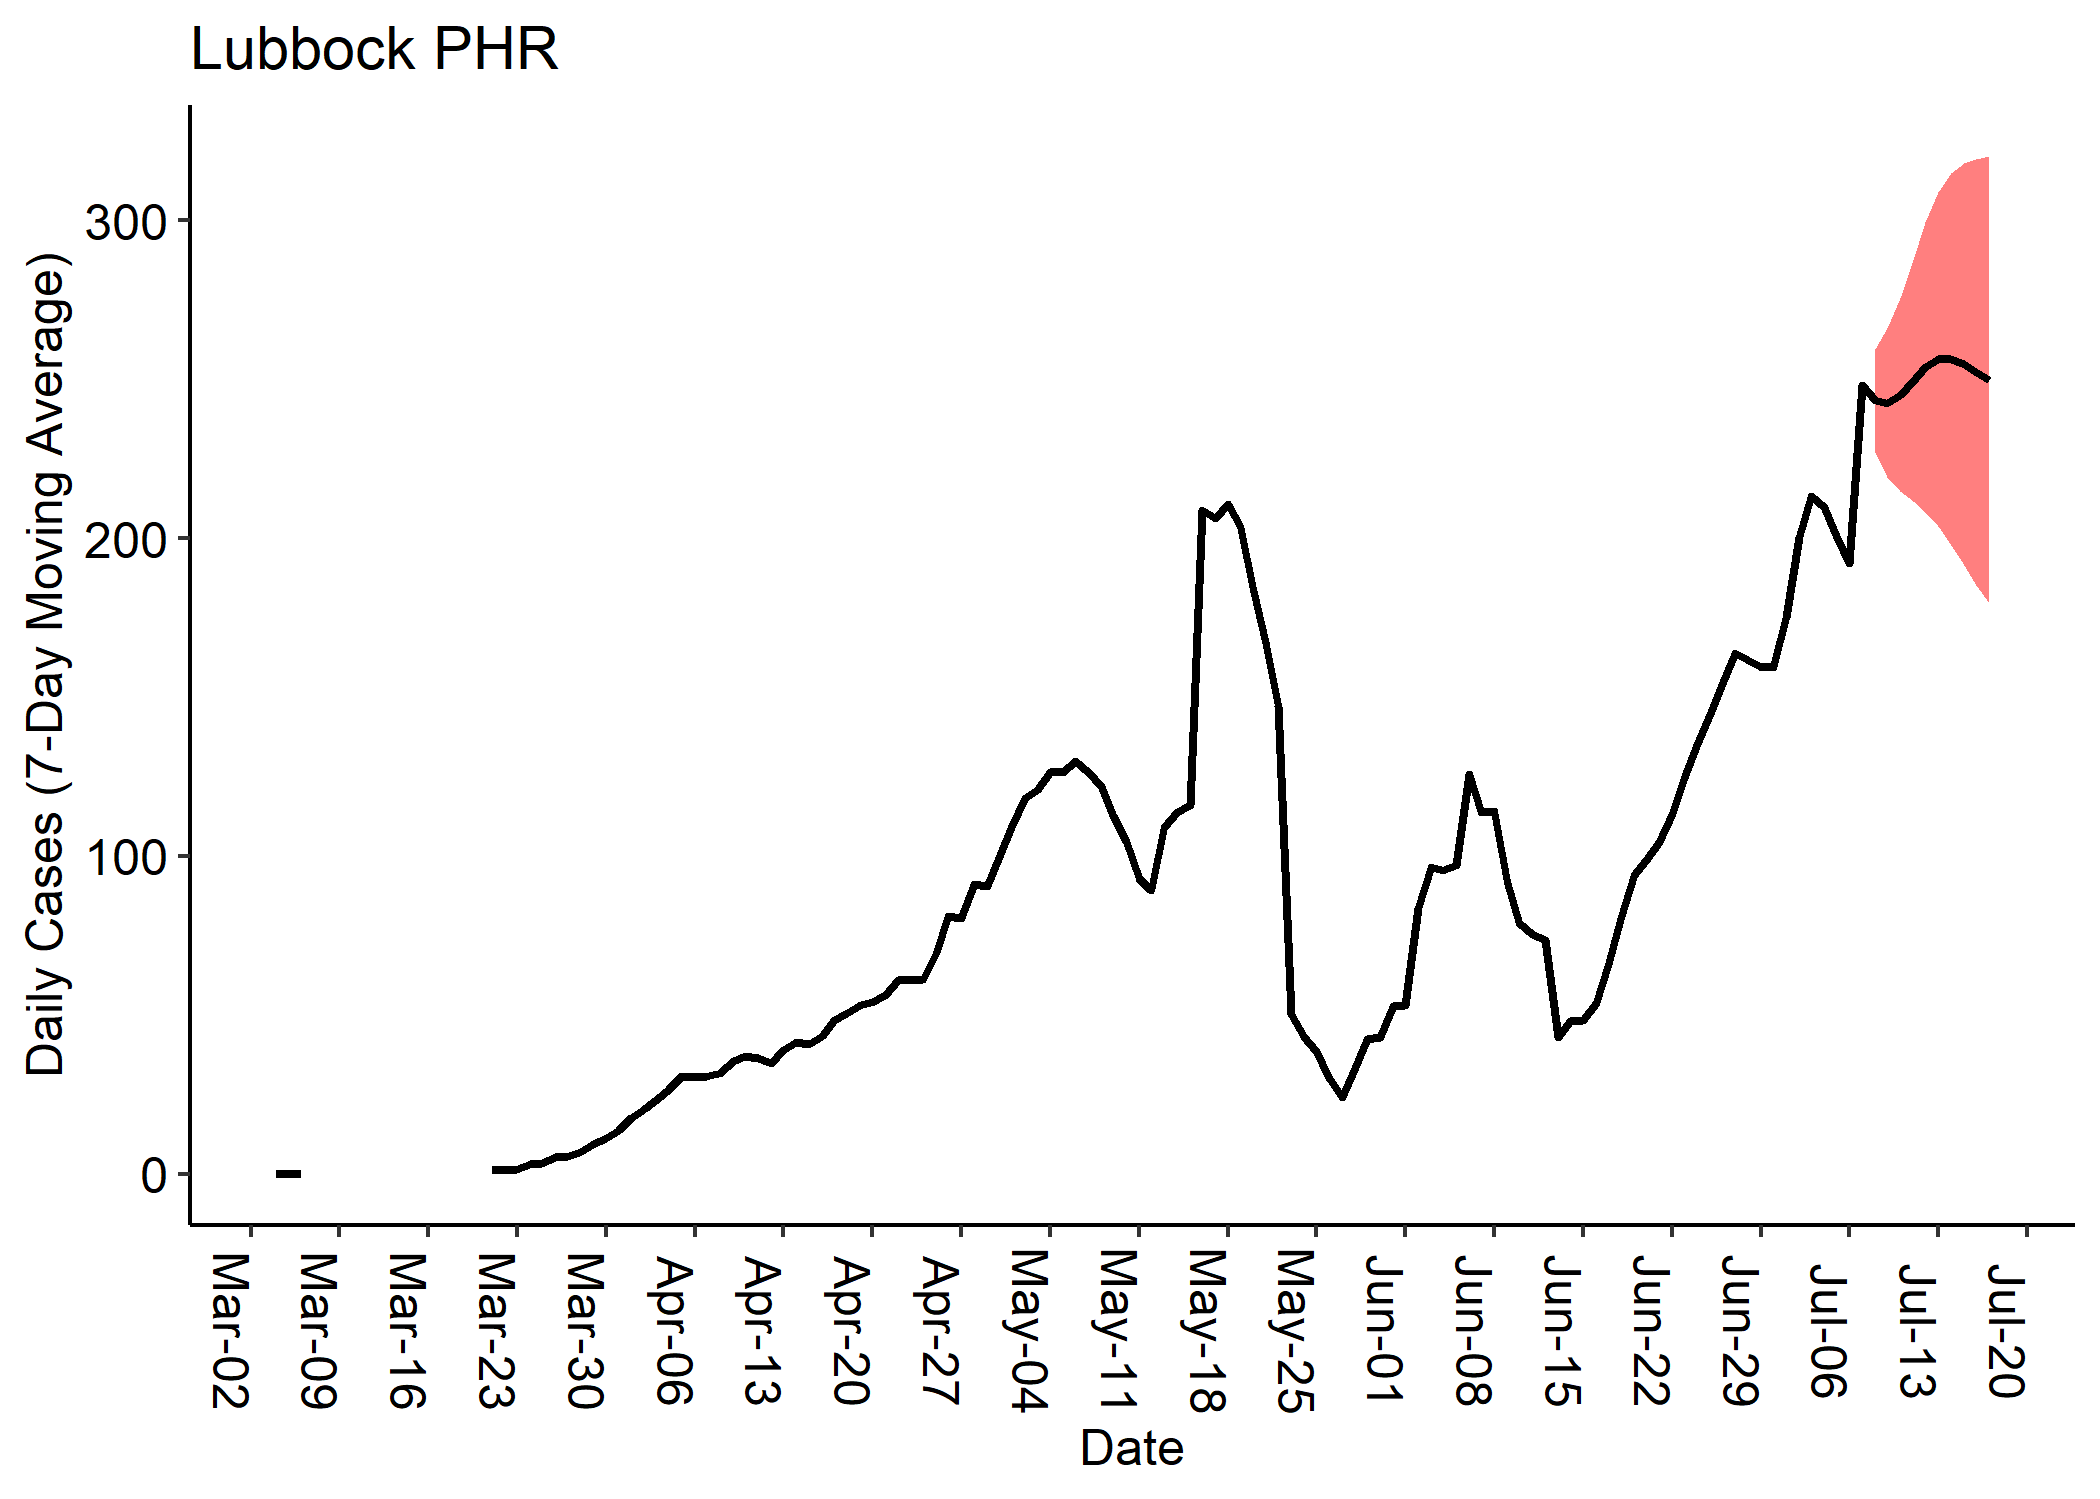 Lubbock PHR
Daily Cases (7-Day Moving Average)
300
200
100
0
Mar-02
Mar-09
Mar-16
Mar-23
Mar-30
Apr-06
Apr-13
Apr-20
Apr-27
May-04
May-11
May-18
May-25
Jun-01
Jun-08
Jun-15
Jun-22
Jun-29
Jul-06
Jul-13
Jul-20
Date